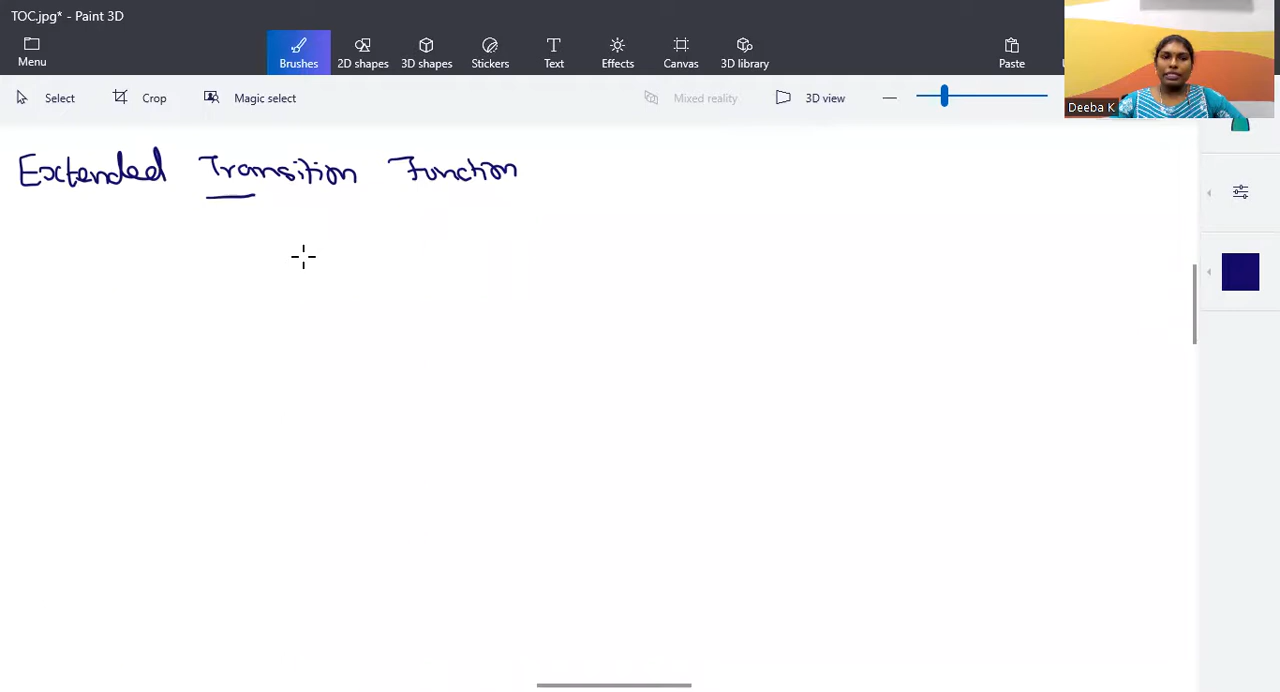 TOC.jpg* - Paint 3D
Menu
Brushes
2D shapes
3D shapes
Stickers
Text
Effects
Canvas
3D library
Paste
Select
Crop
Magic select
Mixed reality
3D view
Deeba K
Extended Transition Function